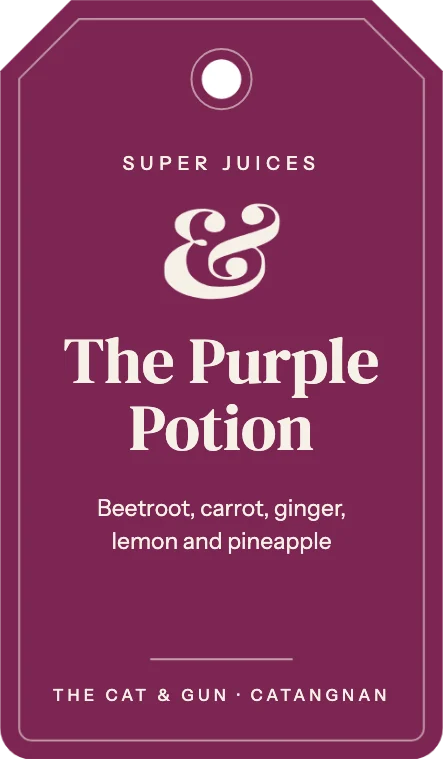 SUPER JUICES
&
The Purple
Potion
Beetroot, carrot, ginger,
lemon and pineapple
THE CAT & GUN · CATANGNAN